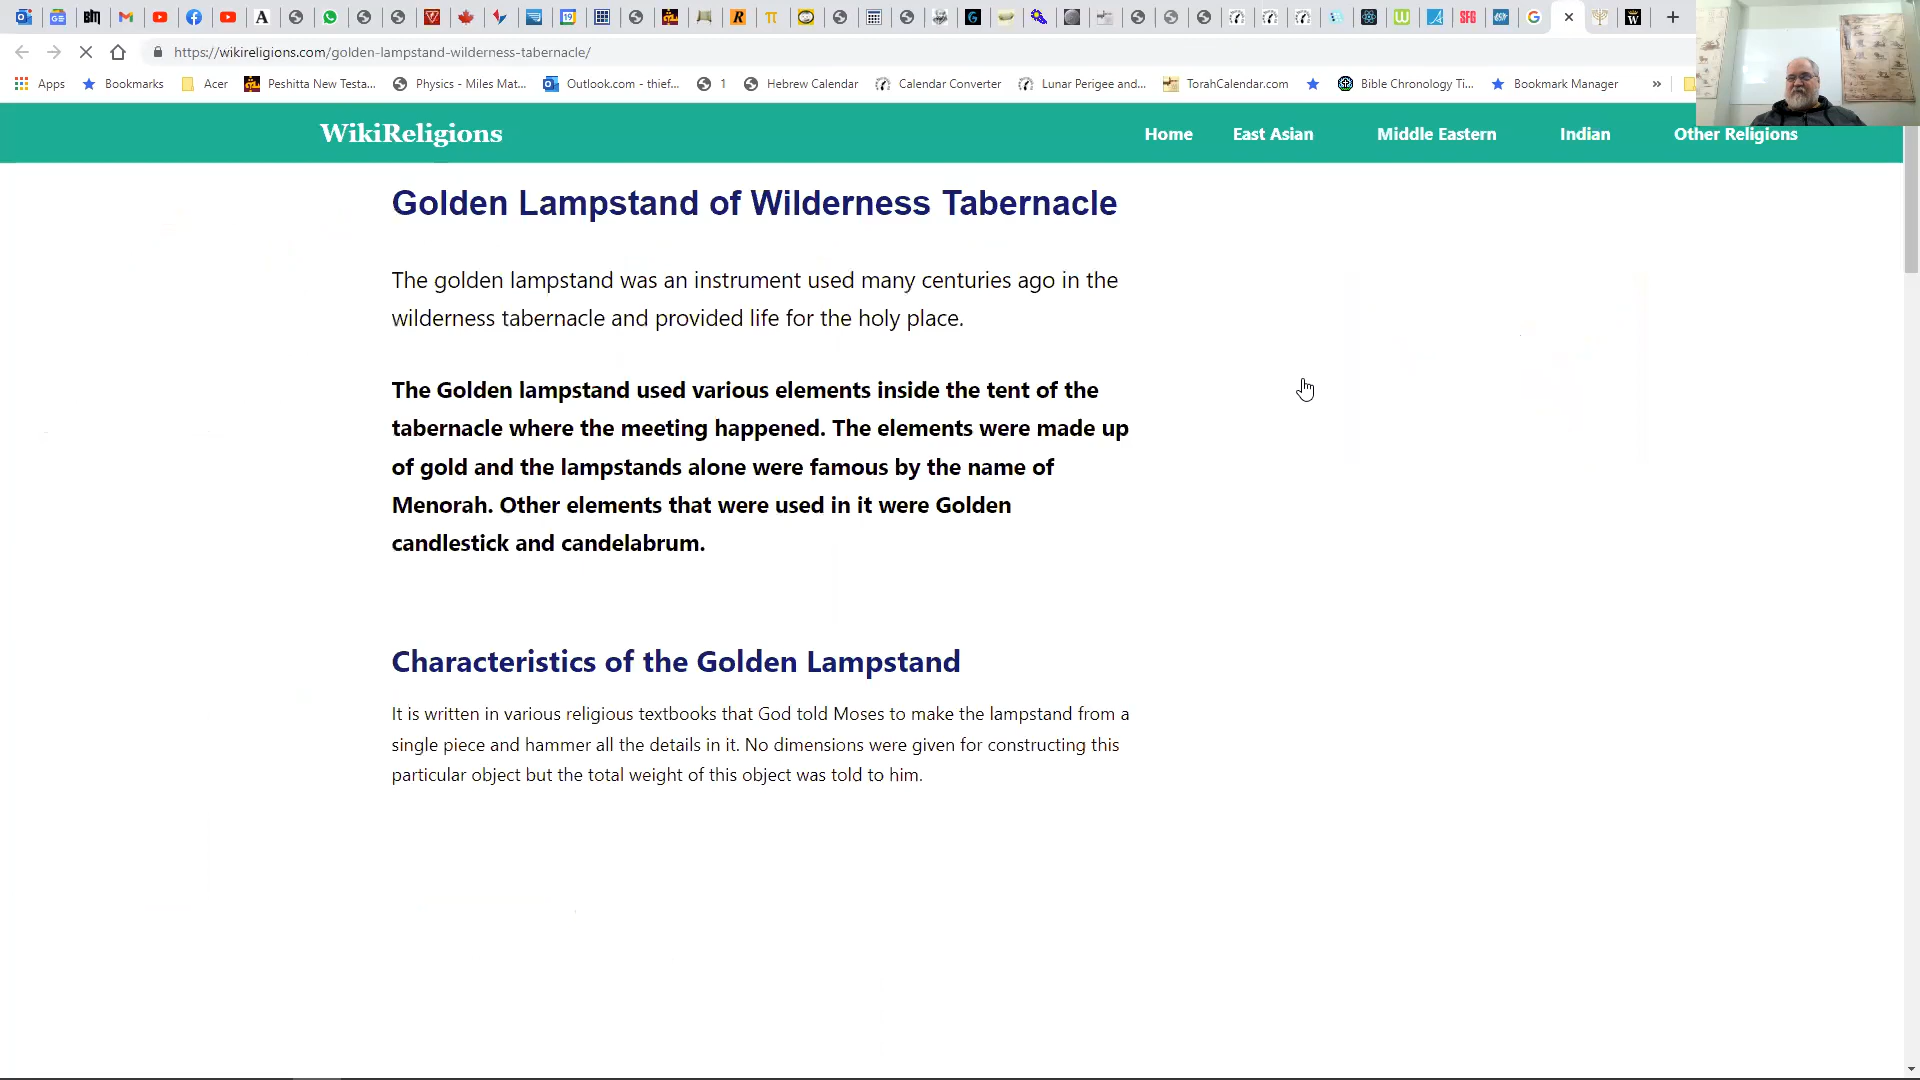 https://wikireligions.com/golden-lampstand-wilderness-tabernacle/
Apps Bookmarks Acer Peshitta New Testa... Physics - Miles Mat... Outlook.com - thief... 1 Hebrew Calendar Calendar Converter Lunar Perigee and... TorahCalendar.com Bible Chronology Ti... Bookmark Manager »
WikiReligions Home East Asian Middle Eastern Indian Other Religions
Golden Lampstand of Wilderness Tabernacle
The golden lampstand was an instrument used many centuries ago in the
wilderness tabernacle and provided life for the holy place.
The Golden lampstand used various elements inside the tent of the
tabernacle where the meeting happened. The elements were made up
of gold and the lampstands alone were famous by the name of
Menorah. Other elements that were used in it were Golden
candlestick and candelabrum.
Characteristics of the Golden Lampstand
It is written in various religious textbooks that God told Moses to make the lampstand from a
single piece and hammer all the details in it. No dimensions were given for constructing this
particular object but the total weight of this object was told to him.